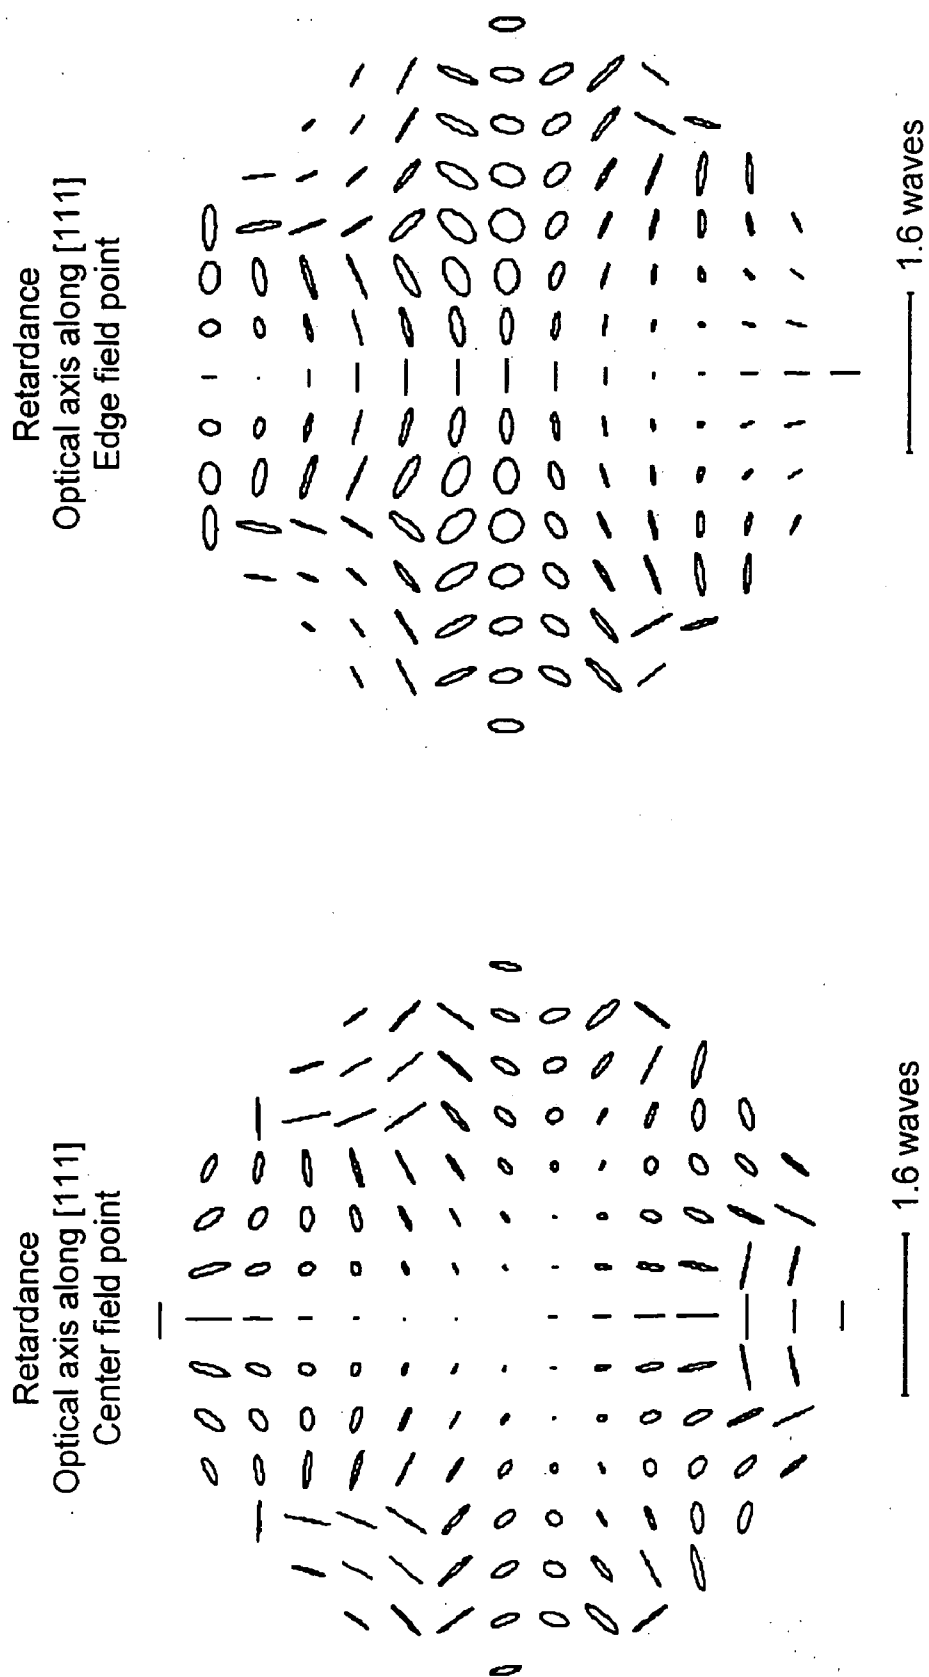 Retardance
Optical axis along [111]
Center field point
1.6 waves
Retardance
Optical axis along [111]
Edge field point
1.6 waves